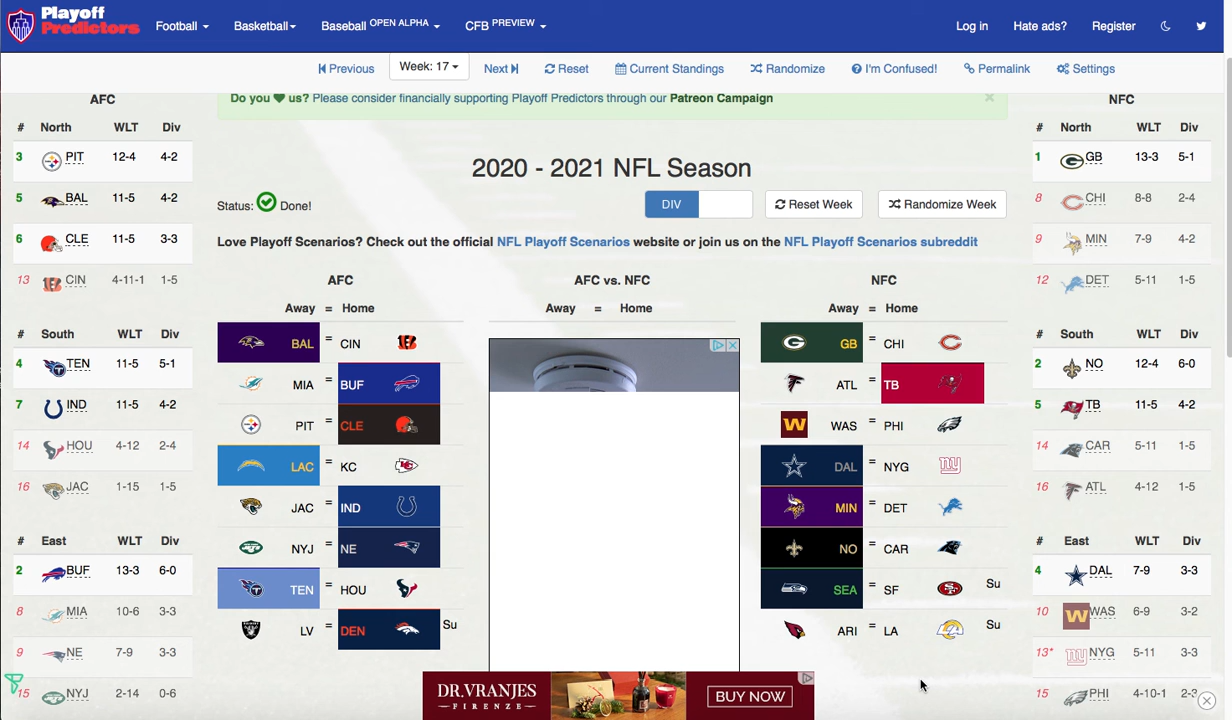 Playoff Predictors
Football Basketball Baseball OPEN ALPHA CFB PREVIEW Log in Hate ads? Register
Previous Week: 17 Next Reset Current Standings Randomize I'm Confused! Permalink Settings
Do you us? Please consider financially supporting Playoff Predictors through our Patreon Campaign ×
2020 - 2021 NFL Season
Status: Done! DIV Reset Week Randomize Week
Love Playoff Scenarios? Check out the official NFL Playoff Scenarios website or join us on the NFL Playoff Scenarios subreddit
AFC
# North WLT Div
3 PIT 12-4 4-2
5 BAL 11-5 4-2
6 CLE 11-5 3-3
13 CIN 4-11-1 1-5
# South WLT Div
4 TEN 11-5 5-1
7 IND 11-5 4-2
14 HOU 4-12 2-4
16 JAC 1-15 1-5
# East WLT Div
2 BUF 13-3 6-0
8 MIA 10-6 3-3
9 NE 7-9 3-3
15 NYJ 2-14 0-6
AFC
Away = Home
BAL = CIN
MIA = BUF
PIT = CLE
LAC = KC
JAC = IND
NYJ = NE
TEN = HOU
LV = DEN Su
AFC vs. NFC
Away = Home
NFC
Away = Home
GB = CHI
ATL = TB
W WAS = PHI
DAL = NYG ny
MIN = DET
NO = CAR
SEA = SF Su
ARI = LA Su
NFC
# North WLT Div
1 GB 13-3 5-1
8 CHI 8-8 2-4
9 MIN 7-9 4-2
12 DET 5-11 1-5
# South WLT Div
2 NO 12-4 6-0
5 TB 11-5 4-2
14 CAR 5-11 1-5
16 ATL 4-12 1-5
# East WLT Div
4 DAL 7-9 3-3
10 W WAS 6-9 3-2
13* ny NYG 5-11 3-3
15 PHI 4-10-1 2-3
DR.VRANJES
FIRENZE
BUY NOW